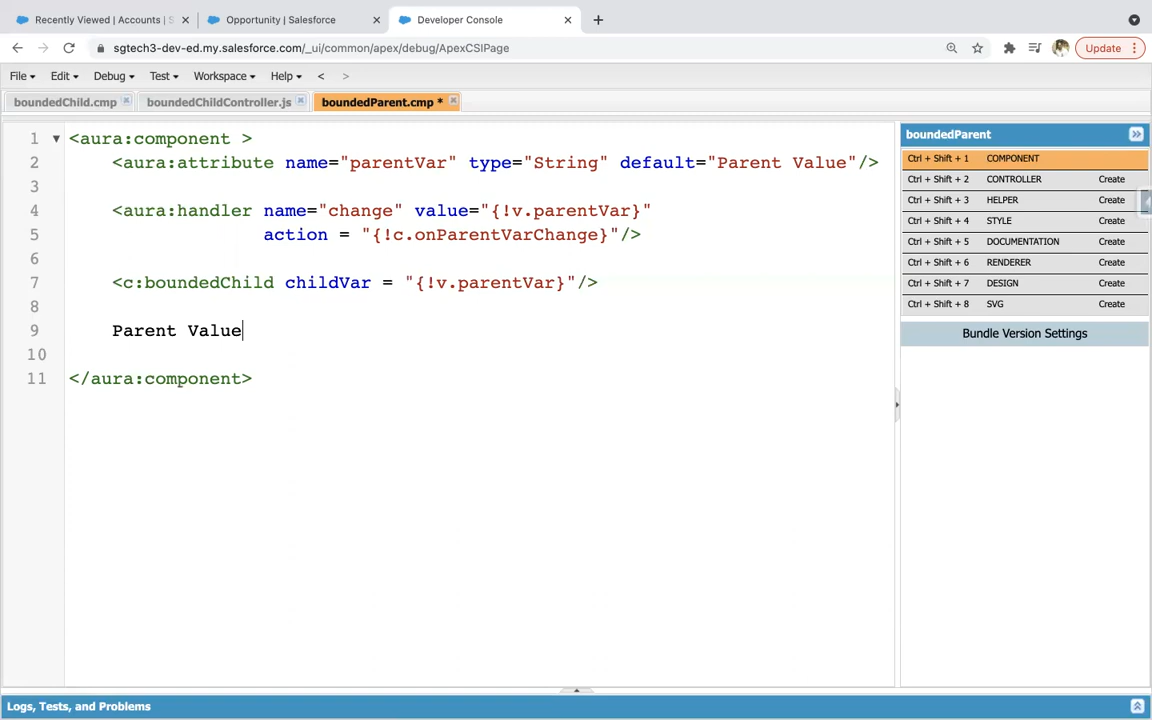 Recently Viewed | Accounts | S
Opportunity | Salesforce
Developer Console
sgtech3-dev-ed.my.salesforce.com/_ui/common/apex/debug/ApexCSIPage
Update
File Edit Debug Test Workspace Help < >
boundedChild.cmp boundedChildController.js boundedParent.cmp *
1 <aura:component >
2 <aura:attribute name="parentVar" type="String" default="Parent Value"/>
3
4 <aura:handler name="change" value="{!v.parentVar}"
5 action = "{!c.onParentVarChange}"/>
6
7 <c:boundedChild childVar = "{!v.parentVar}"/>
8
9 Parent Value
10
11 </aura:component>
boundedParent
Ctrl + Shift + 1 COMPONENT
Ctrl + Shift + 2 CONTROLLER Create
Ctrl + Shift + 3 HELPER Create
Ctrl + Shift + 4 STYLE Create
Ctrl + Shift + 5 DOCUMENTATION Create
Ctrl + Shift + 6 RENDERER Create
Ctrl + Shift + 7 DESIGN Create
Ctrl + Shift + 8 SVG Create
Bundle Version Settings
Logs, Tests, and Problems